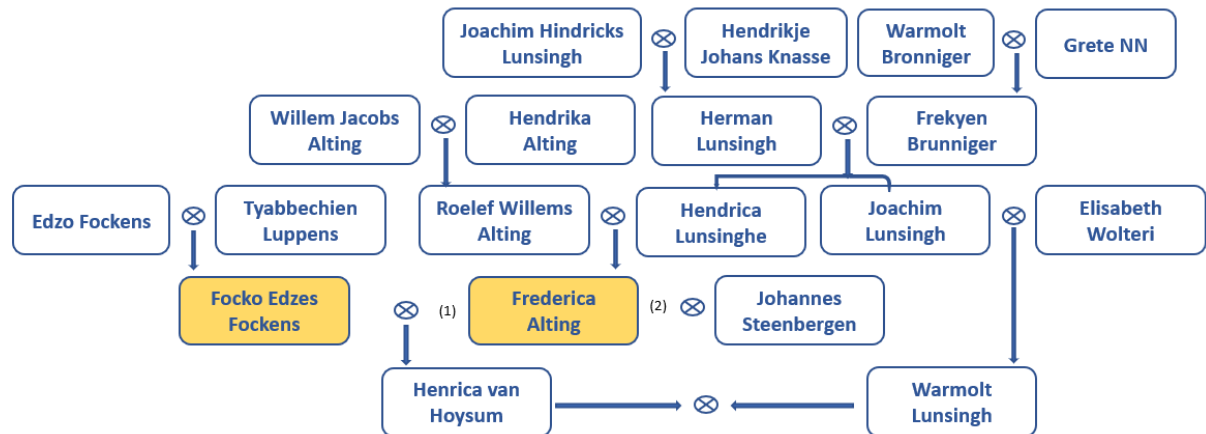 Joachim Hindricks
Lunsingh
Hendrikje
Johans Knasse
Warmolt
Bronniger
Grete NN
Willem Jacobs
Alting
Hendrika
Alting
Herman
Lunsingh
Frekyen
Brunniger
Edzo Fockens
Tyabbechien
Luppens
Roelef Willems
Alting
Hendrica
Lunsinghe
Joachim
Lunsingh
Elisabeth
Wolteri
Focko Edzes
Fockens
(1)
Frederica
Alting
(2)
Johannes
Steenbergen
Henrica van
Hoysum
Warmolt
Lunsingh